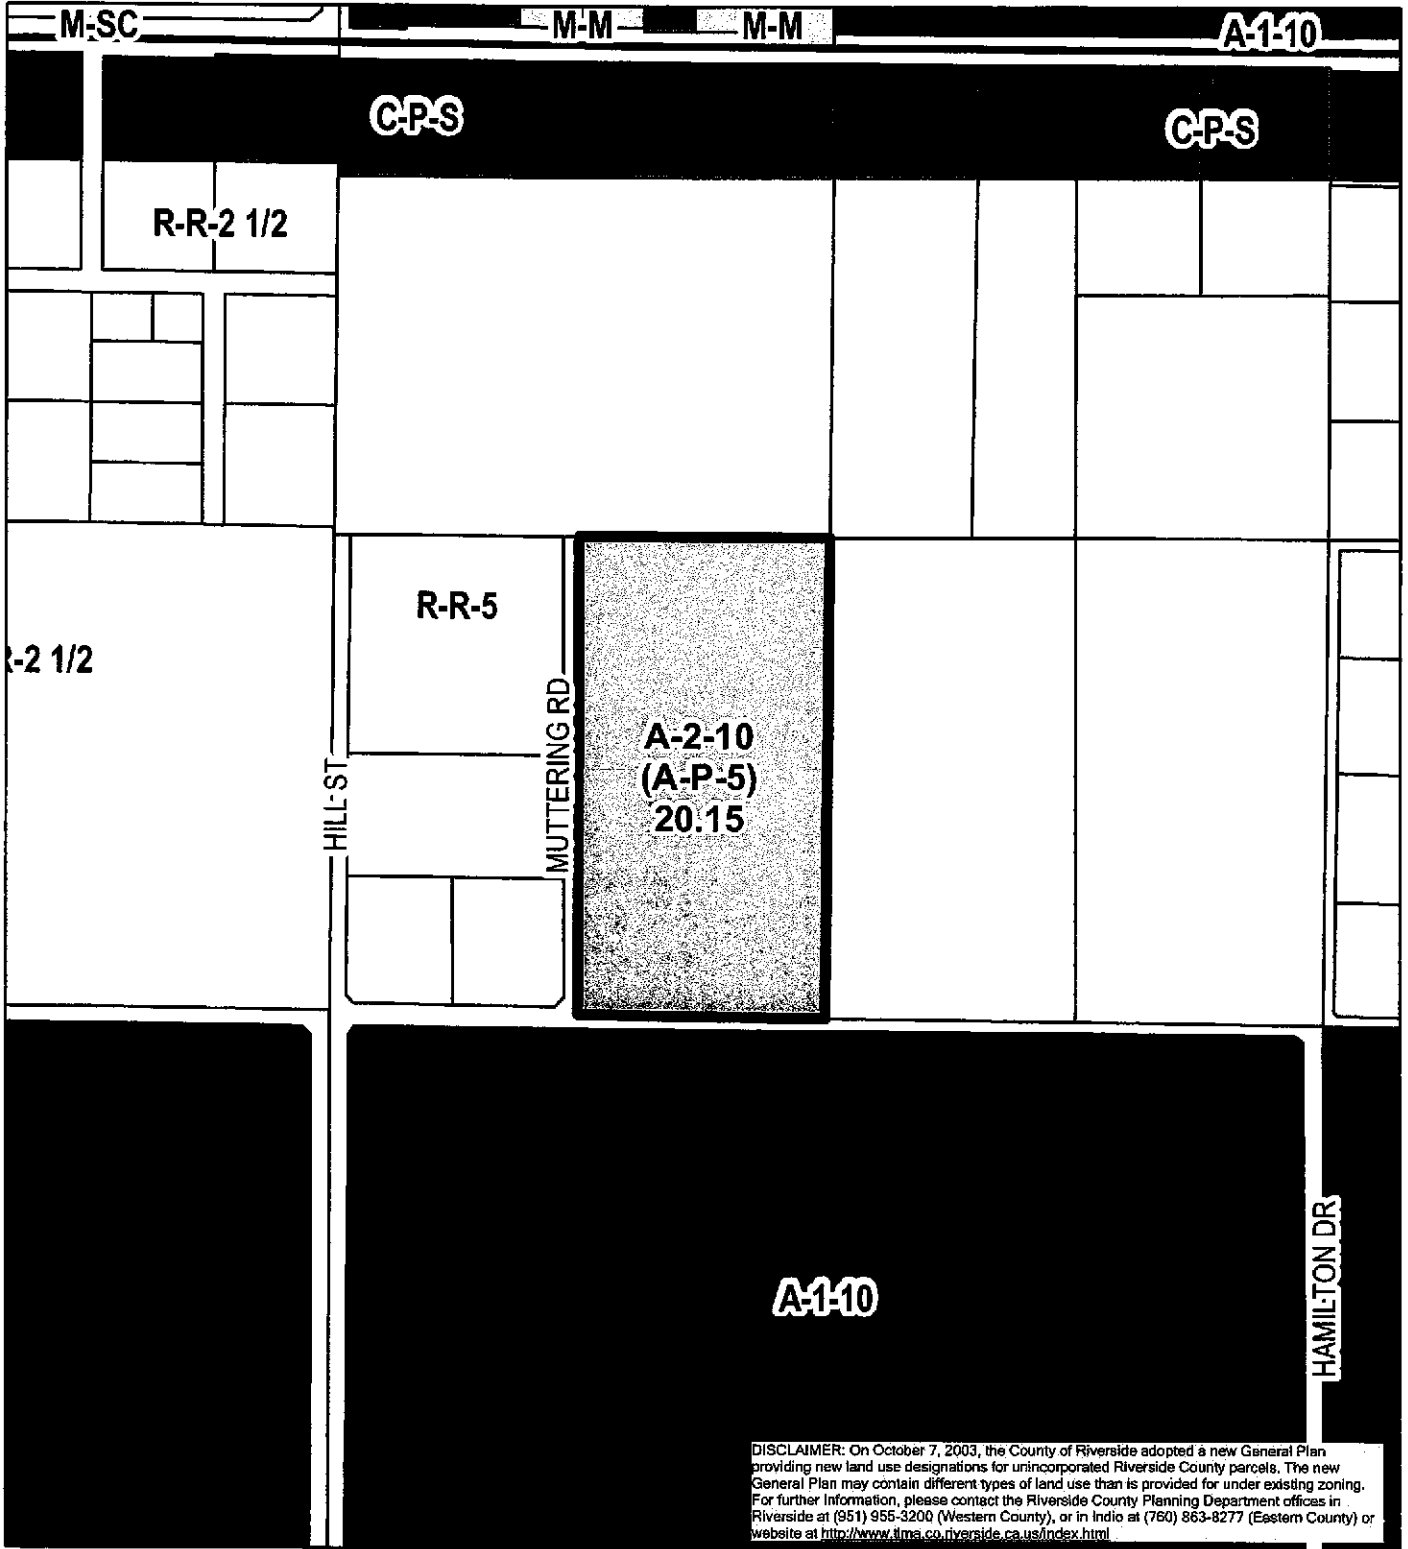 M-SC
M-M
M-M
A-1-10
C-P-S
C-P-S
R-R-2 1/2
R-R-5
-2 1/2
MUTTERING RD
A-2-10
(A-P-5)
20.15
HILL ST
A-1-10
HAMILTON DR
DISCLAIMER: On October 7, 2003, the County of Riverside adopted a new General Plan
providing new land use designations for unincorporated Riverside County parcels. The new
General Plan may contain different types of land use than is provided for under existing zoning.
For further information, please contact the Riverside County Planning Department offices in
Riverside at (951) 955-3200 (Western County), or in Indio at (760) 863-8277 (Eastern County) or
website at http://www.tlma.co.riverside.ca.us/index.html